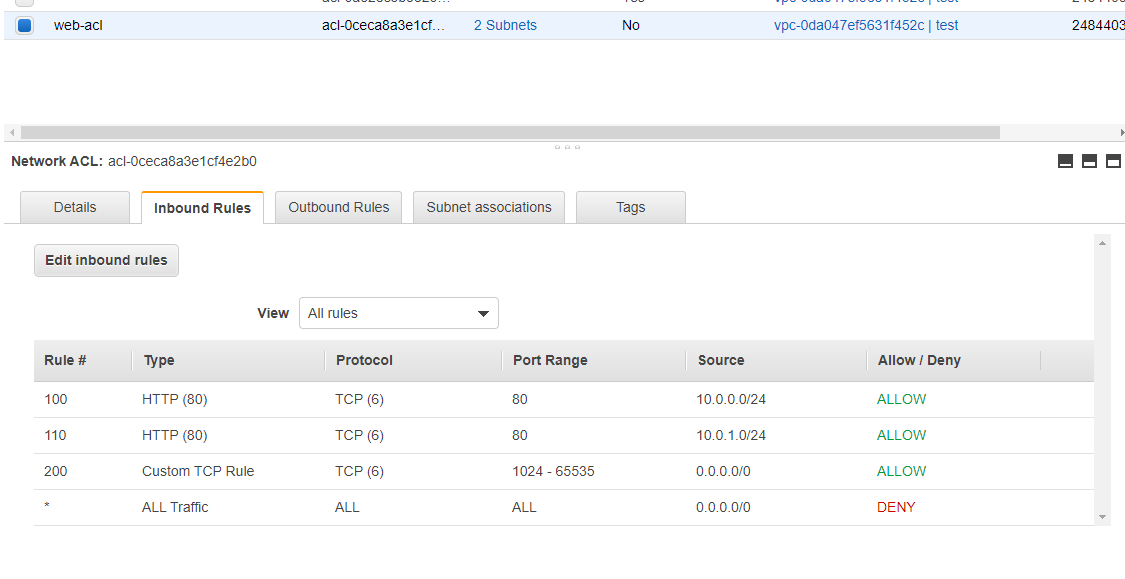 web-acl acl-0ceca8a3e1cf... 2 Subnets No vpc-0da047ef5631f452c | test 2484403
Network ACL: acl-0ceca8a3e1cf4e2b0
Details Inbound Rules Outbound Rules Subnet associations Tags
Edit inbound rules
View All rules
Rule # Type Protocol Port Range Source Allow / Deny
100 HTTP (80) TCP (6) 80 10.0.0.0/24 ALLOW
110 HTTP (80) TCP (6) 80 10.0.1.0/24 ALLOW
200 Custom TCP Rule TCP (6) 1024 - 65535 0.0.0.0/0 ALLOW
* ALL Traffic ALL ALL 0.0.0.0/0 DENY